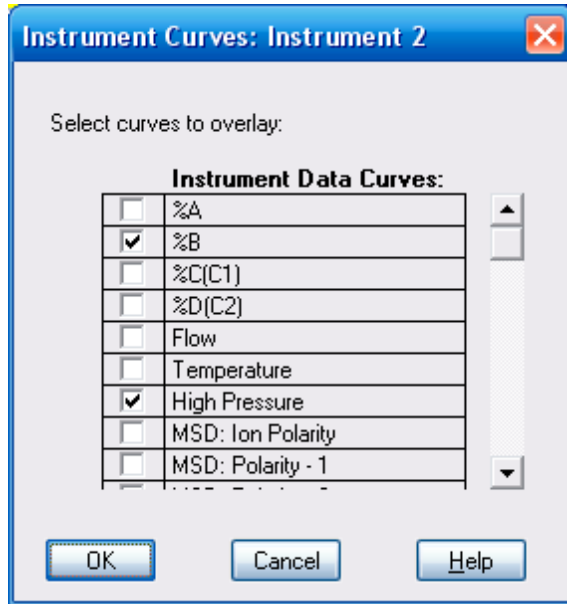 Instrument Curves: Instrument 2
Select curves to overlay:
Instrument Data Curves:
%A
%B
%C(C1)
%D(C2)
Flow
Temperature
High Pressure
MSD: Ion Polarity
MSD: Polarity - 1
OK Cancel Help